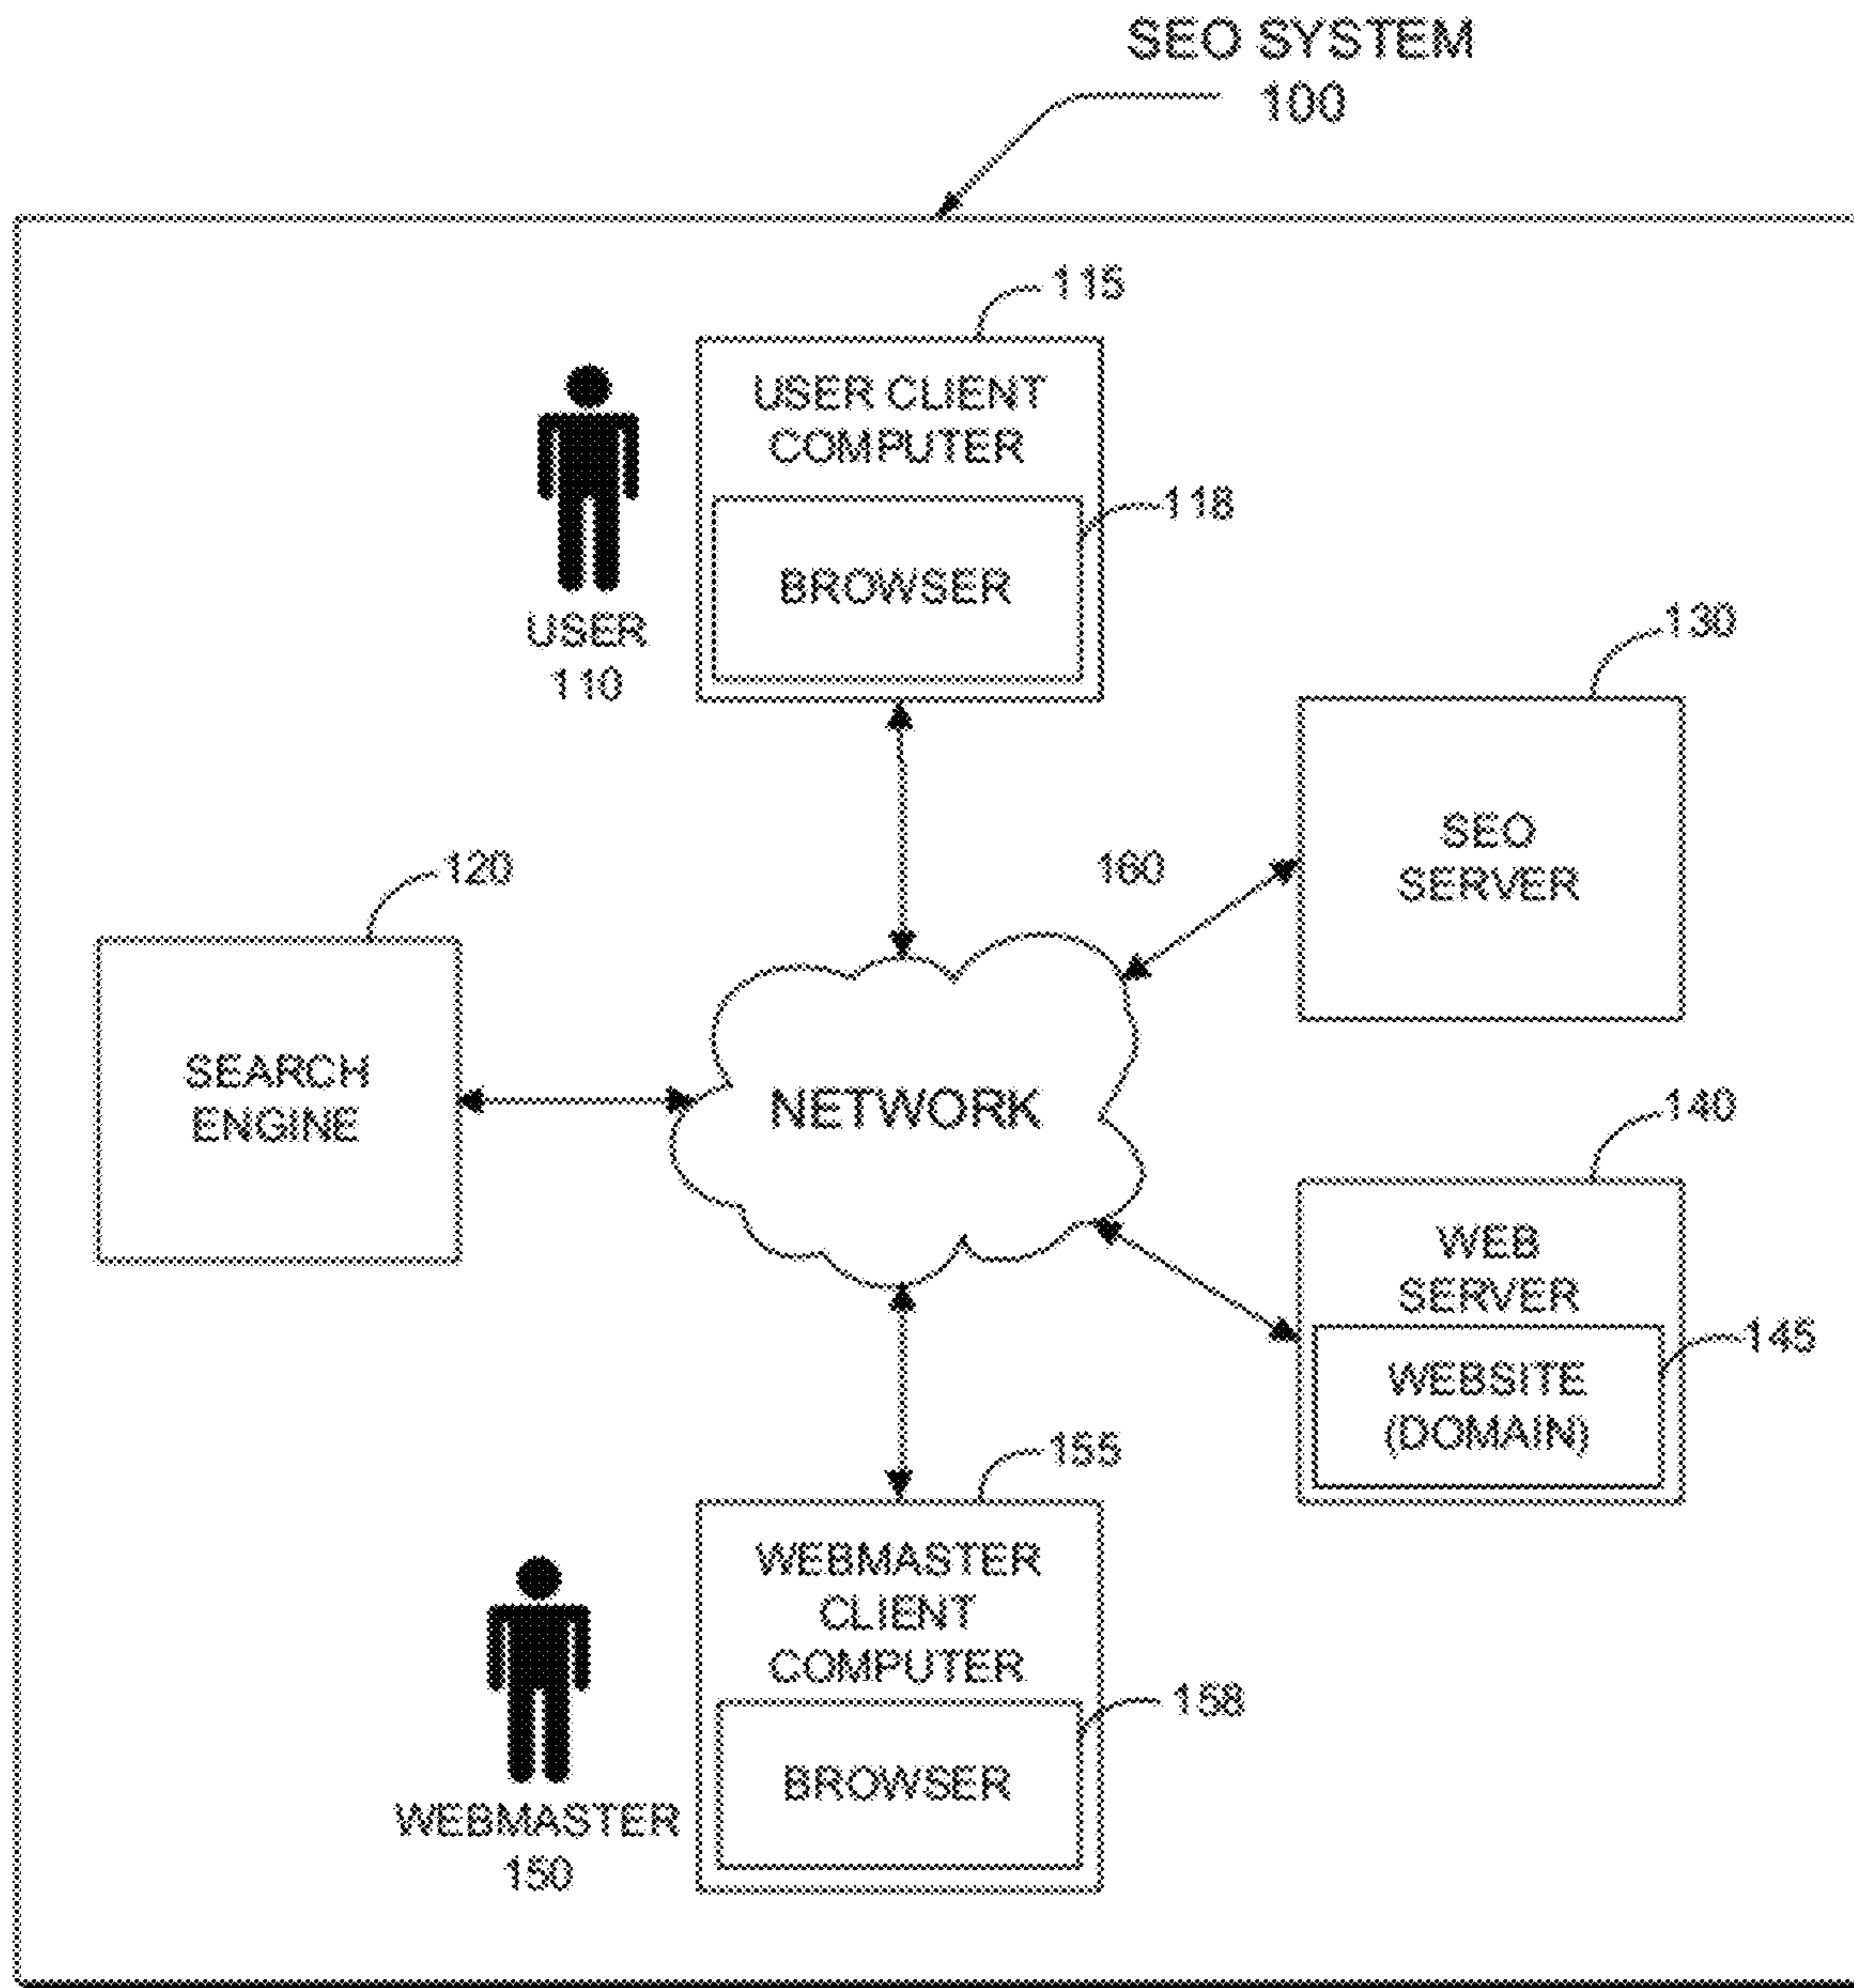 SEO SYSTEM
100
115
USER CLIENT
COMPUTER
118
BROWSER
USER
110
130
SEO
SERVER
160
120
SEARCH
ENGINE
NETWORK
140
WEB
SERVER
145
WEBSITE
(DOMAIN)
155
WEBMASTER
CLIENT
COMPUTER
158
BROWSER
WEBMASTER
150